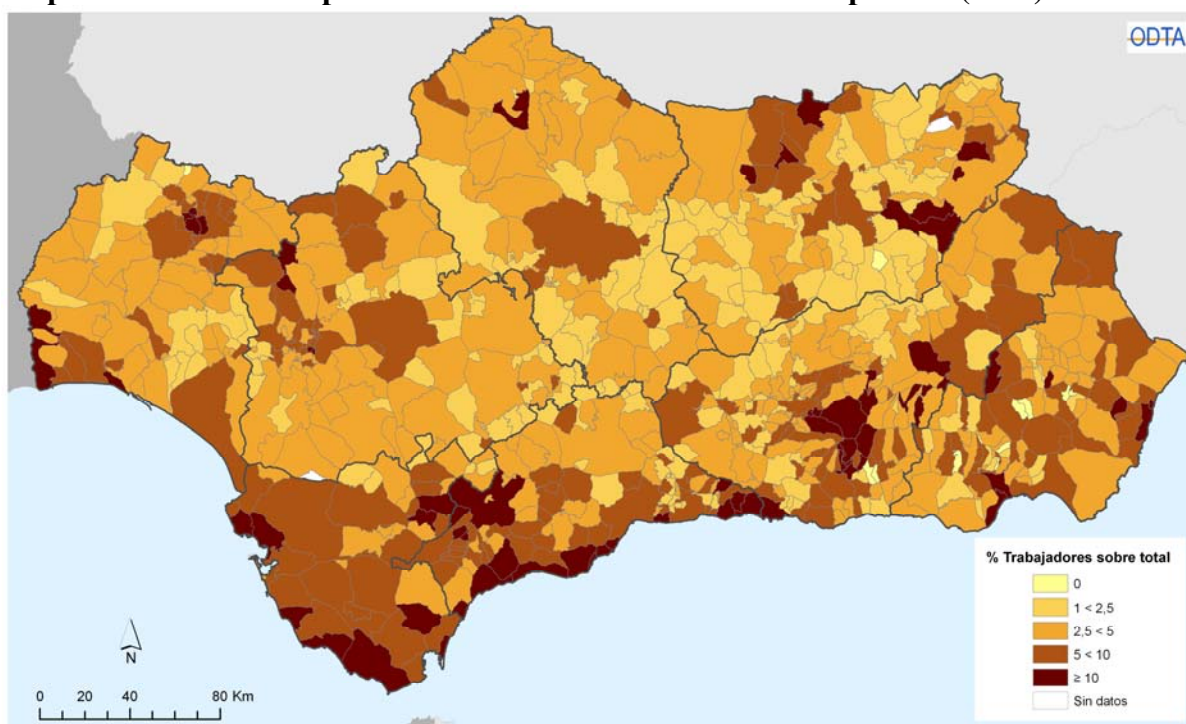 ODTA
N
0 20 40 80 Km
% Trabajadores sobre total
0
1 < 2,5
2,5 < 5
5 < 10
≥ 10
Sin datos